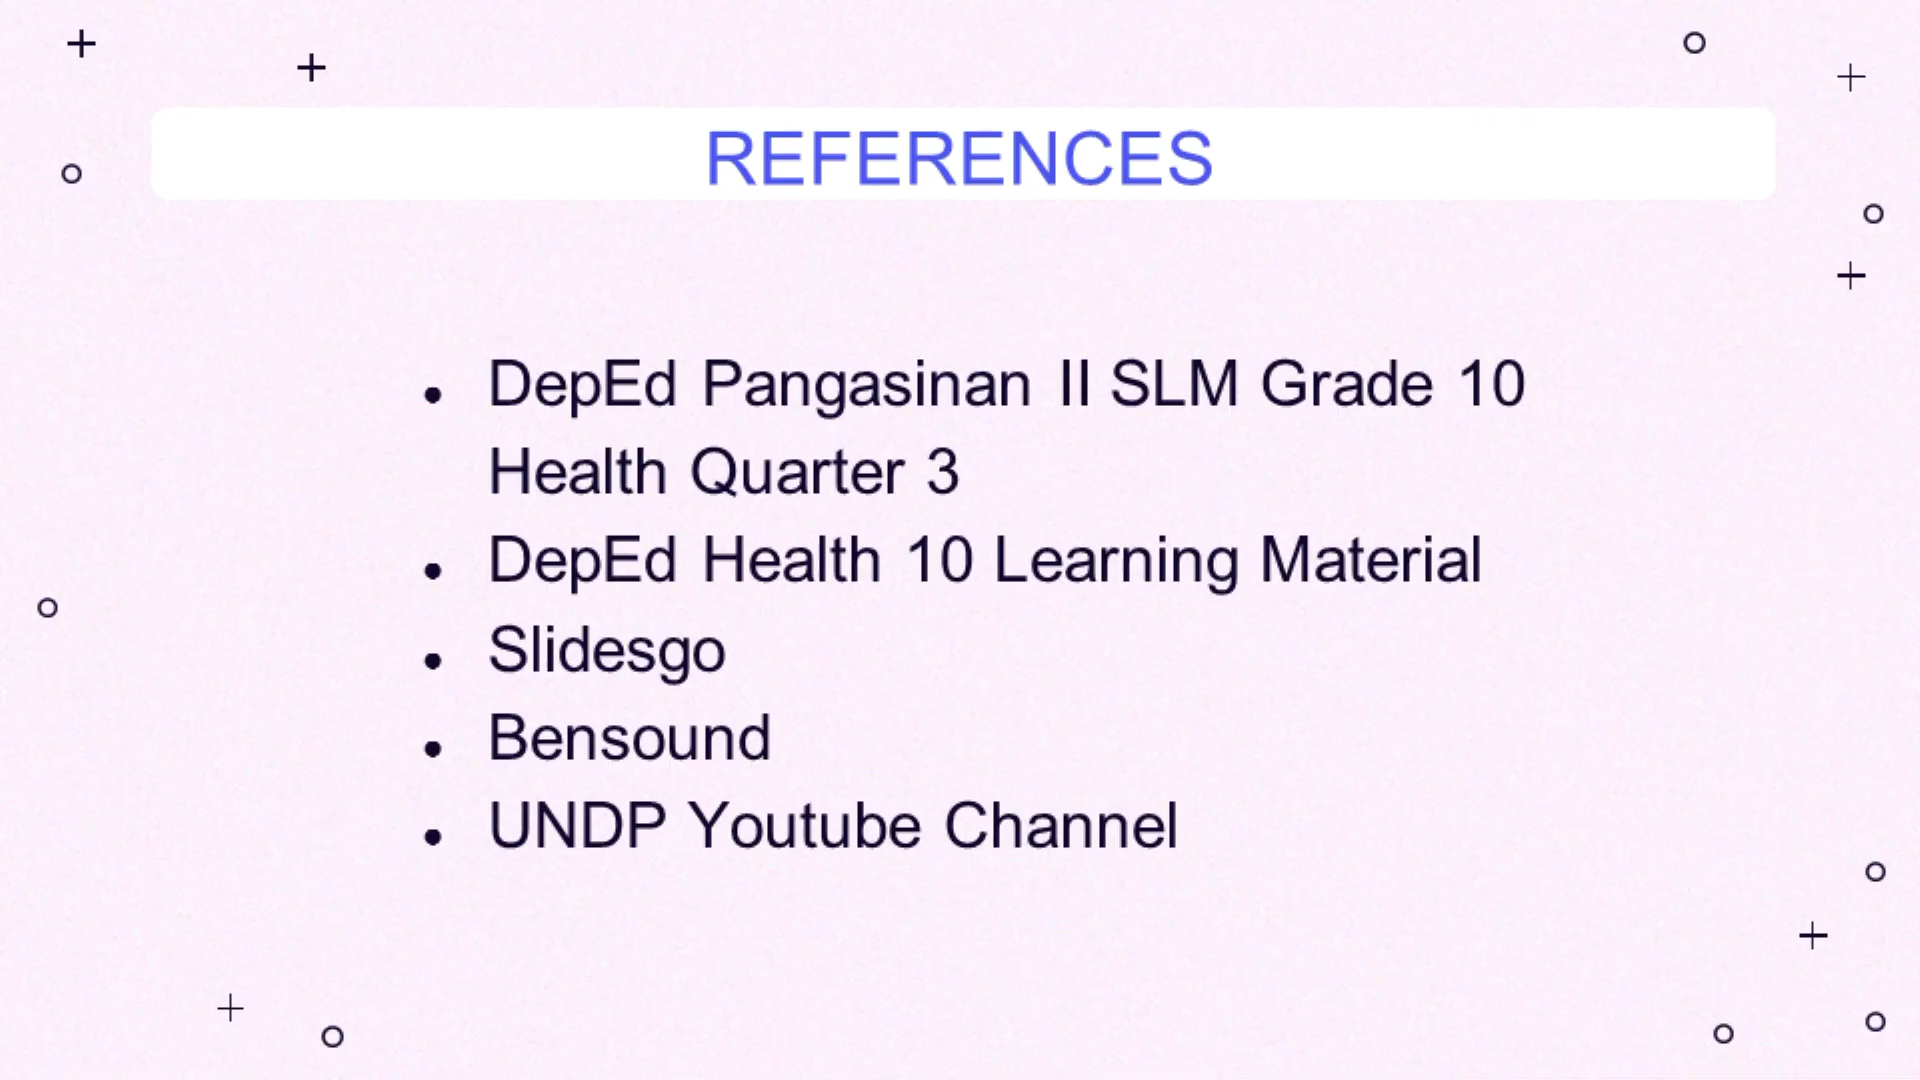 REFERENCES
• DepEd Pangasinan II SLM Grade 10
Health Quarter 3
• DepEd Health 10 Learning Material
• Slidesgo
• Bensound
• UNDP Youtube Channel